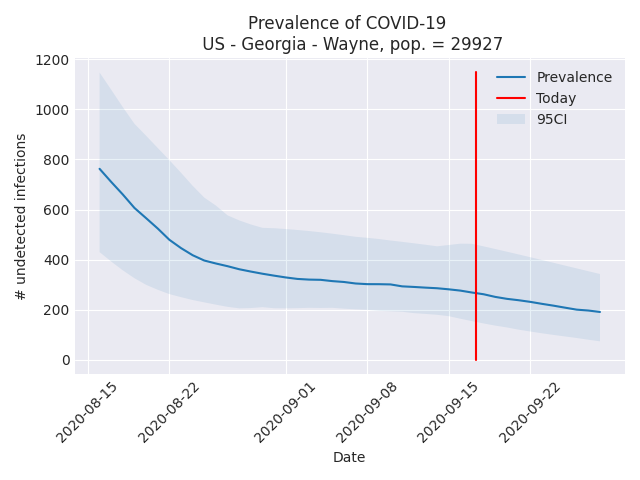 Prevalence of COVID-19
US - Georgia - Wayne, pop. = 29927
# undetected infections
1200
1000
800
600
400
200
0
Prevalence
Today
95CI
2020-08-15
2020-08-22
2020-09-01
2020-09-08
2020-09-15
2020-09-22
Date